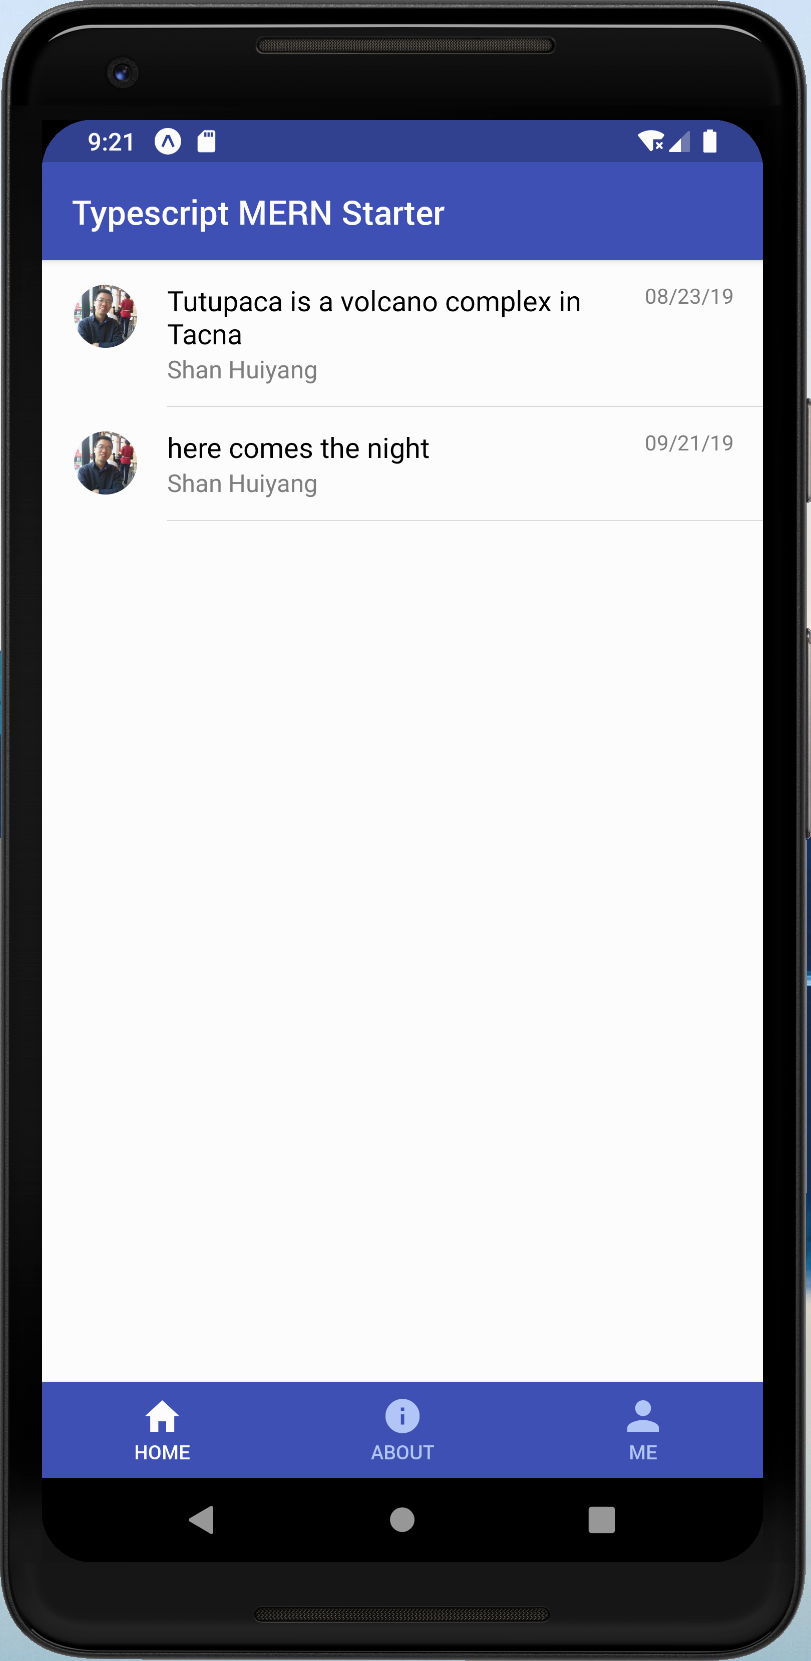 9:21
Typescript MERN Starter
Tutupaca is a volcano complex in
Tacna
08/23/19
Shan Huiyang
here comes the night
09/21/19
Shan Huiyang
HOME
ABOUT
ME